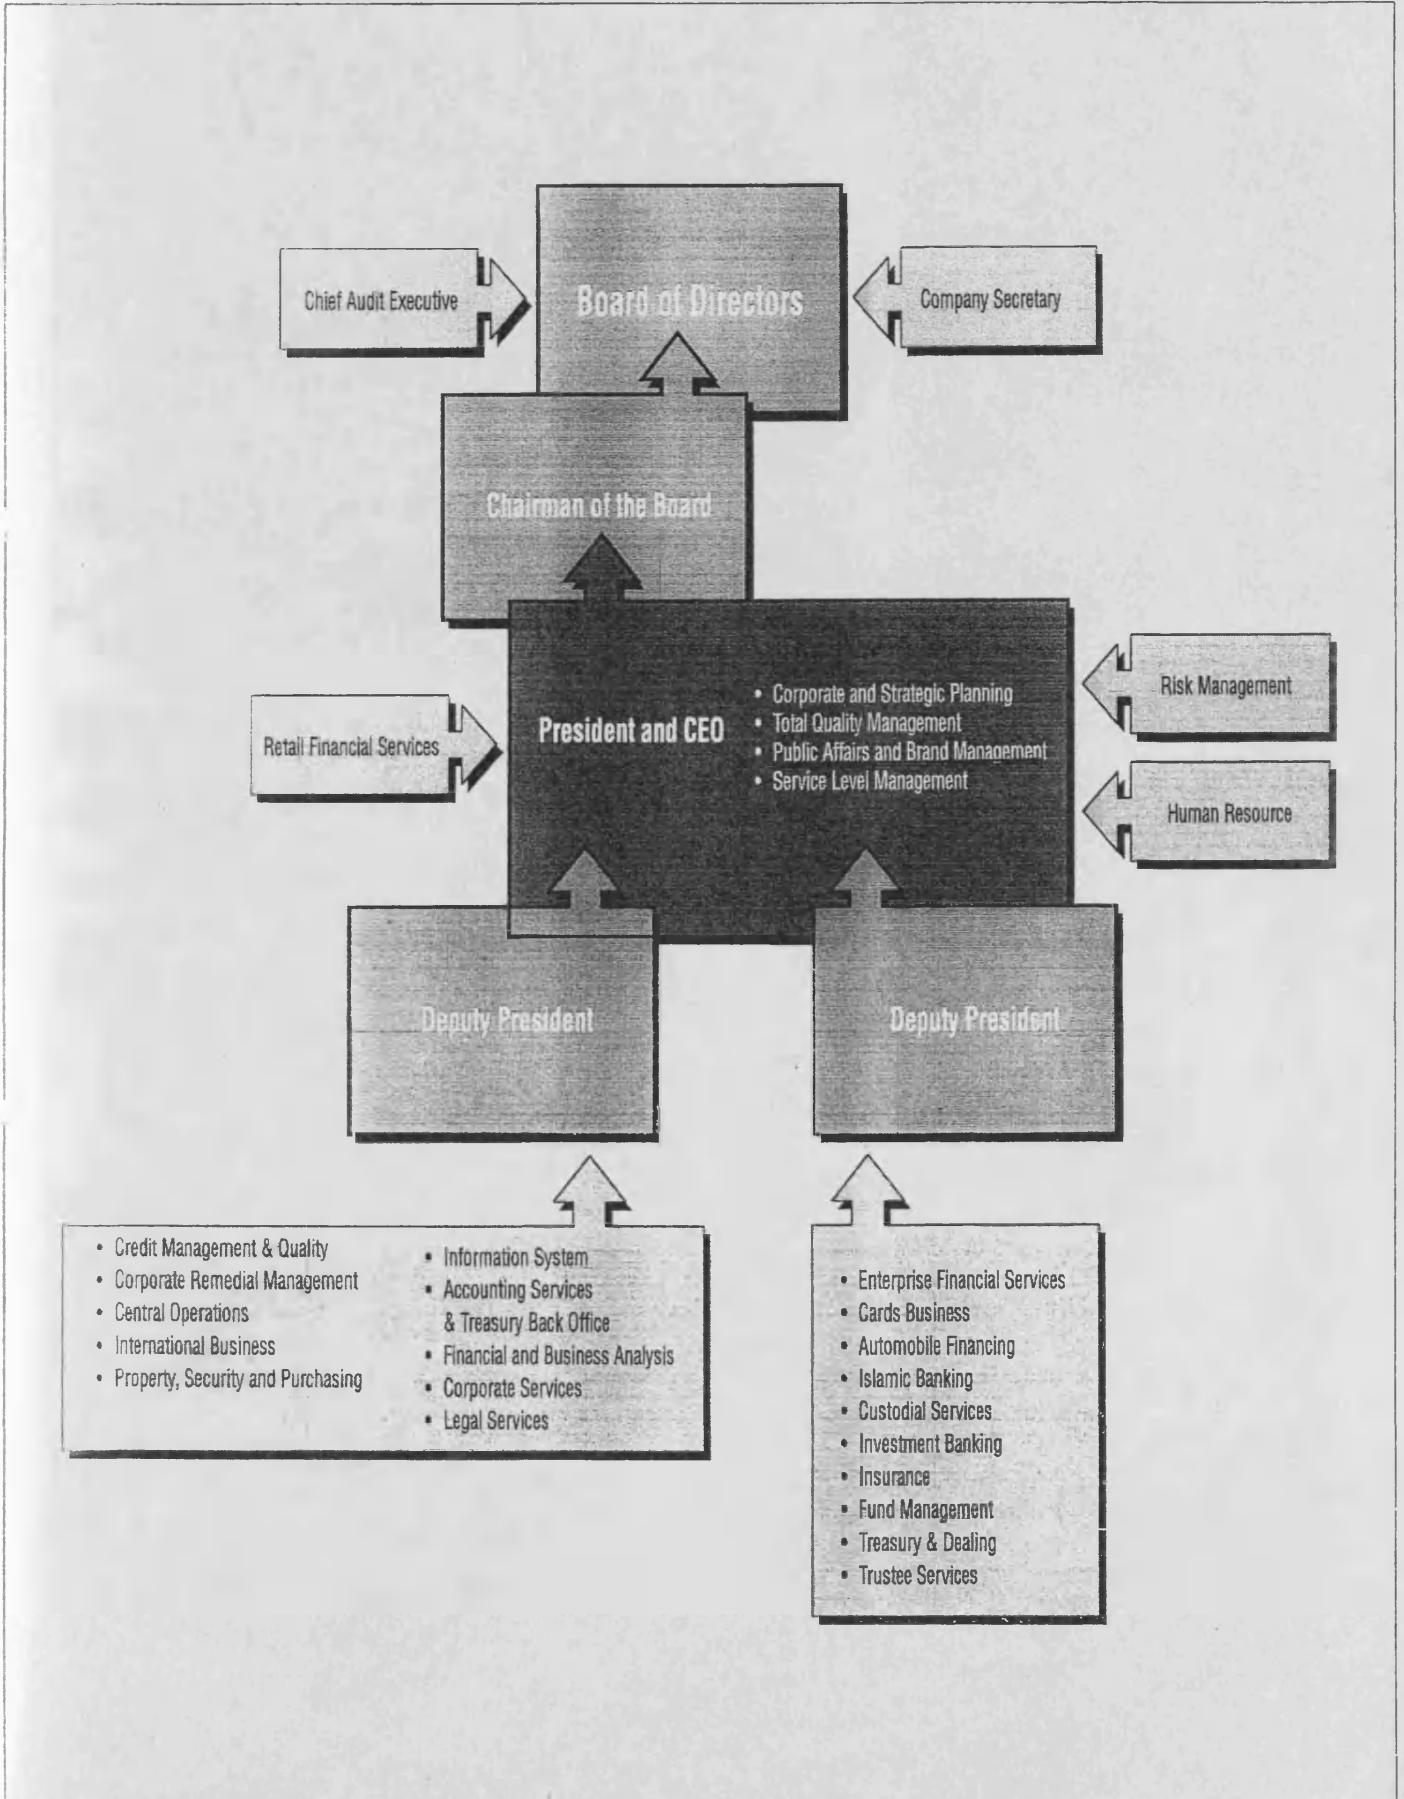 Board of Directors
Chief Audit Executive
Company Secretary
Chairman of the Board
President and CEO
• Corporate and Strategic Planning
• Total Quality Management
• Public Affairs and Brand Management
• Service Level Management
Retail Financial Services
Risk Management
Human Resource
Deputy President
Deputy President
• Credit Management & Quality
• Corporate Remedial Management
• Central Operations
• International Business
• Property, Security and Purchasing
• Information System
• Accounting Services
& Treasury Back Office
• Financial and Business Analysis
• Corporate Services
• Legal Services
• Enterprise Financial Services
• Cards Business
• Automobile Financing
• Islamic Banking
• Custodial Services
• Investment Banking
• Insurance
• Fund Management
• Treasury & Dealing
• Trustee Services